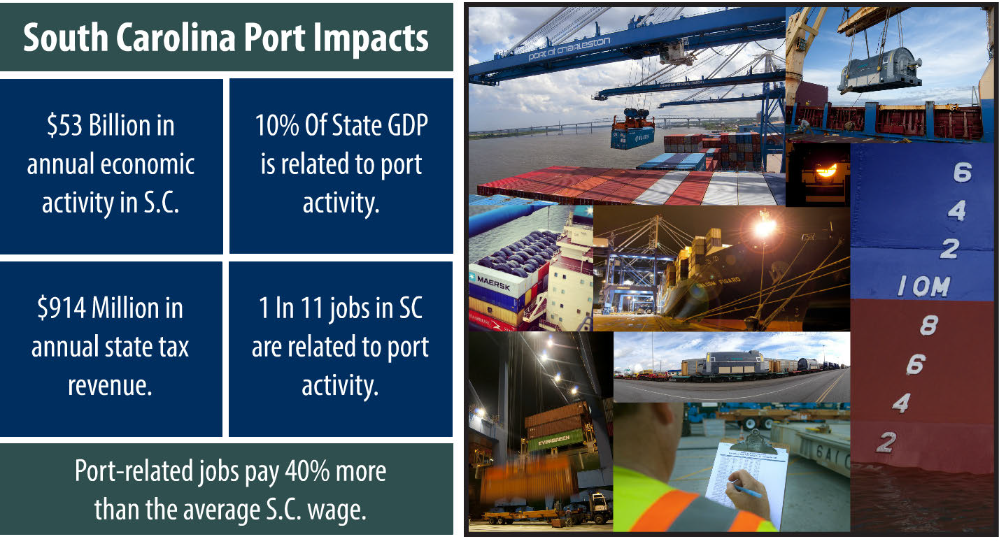 South Carolina Port Impacts
$53 Billion in
annual economic
activity in S.C.
10% Of State GDP
is related to port
activity.
$914 Million in
annual state tax
revenue.
1 In 11 jobs in SC
are related to port
activity.
Port-related jobs pay 40% more
than the average S.C. wage.
port of charleston
port of charleston
MAERSK
EVERGREEN
6
4
2
10M
8
6
4
2